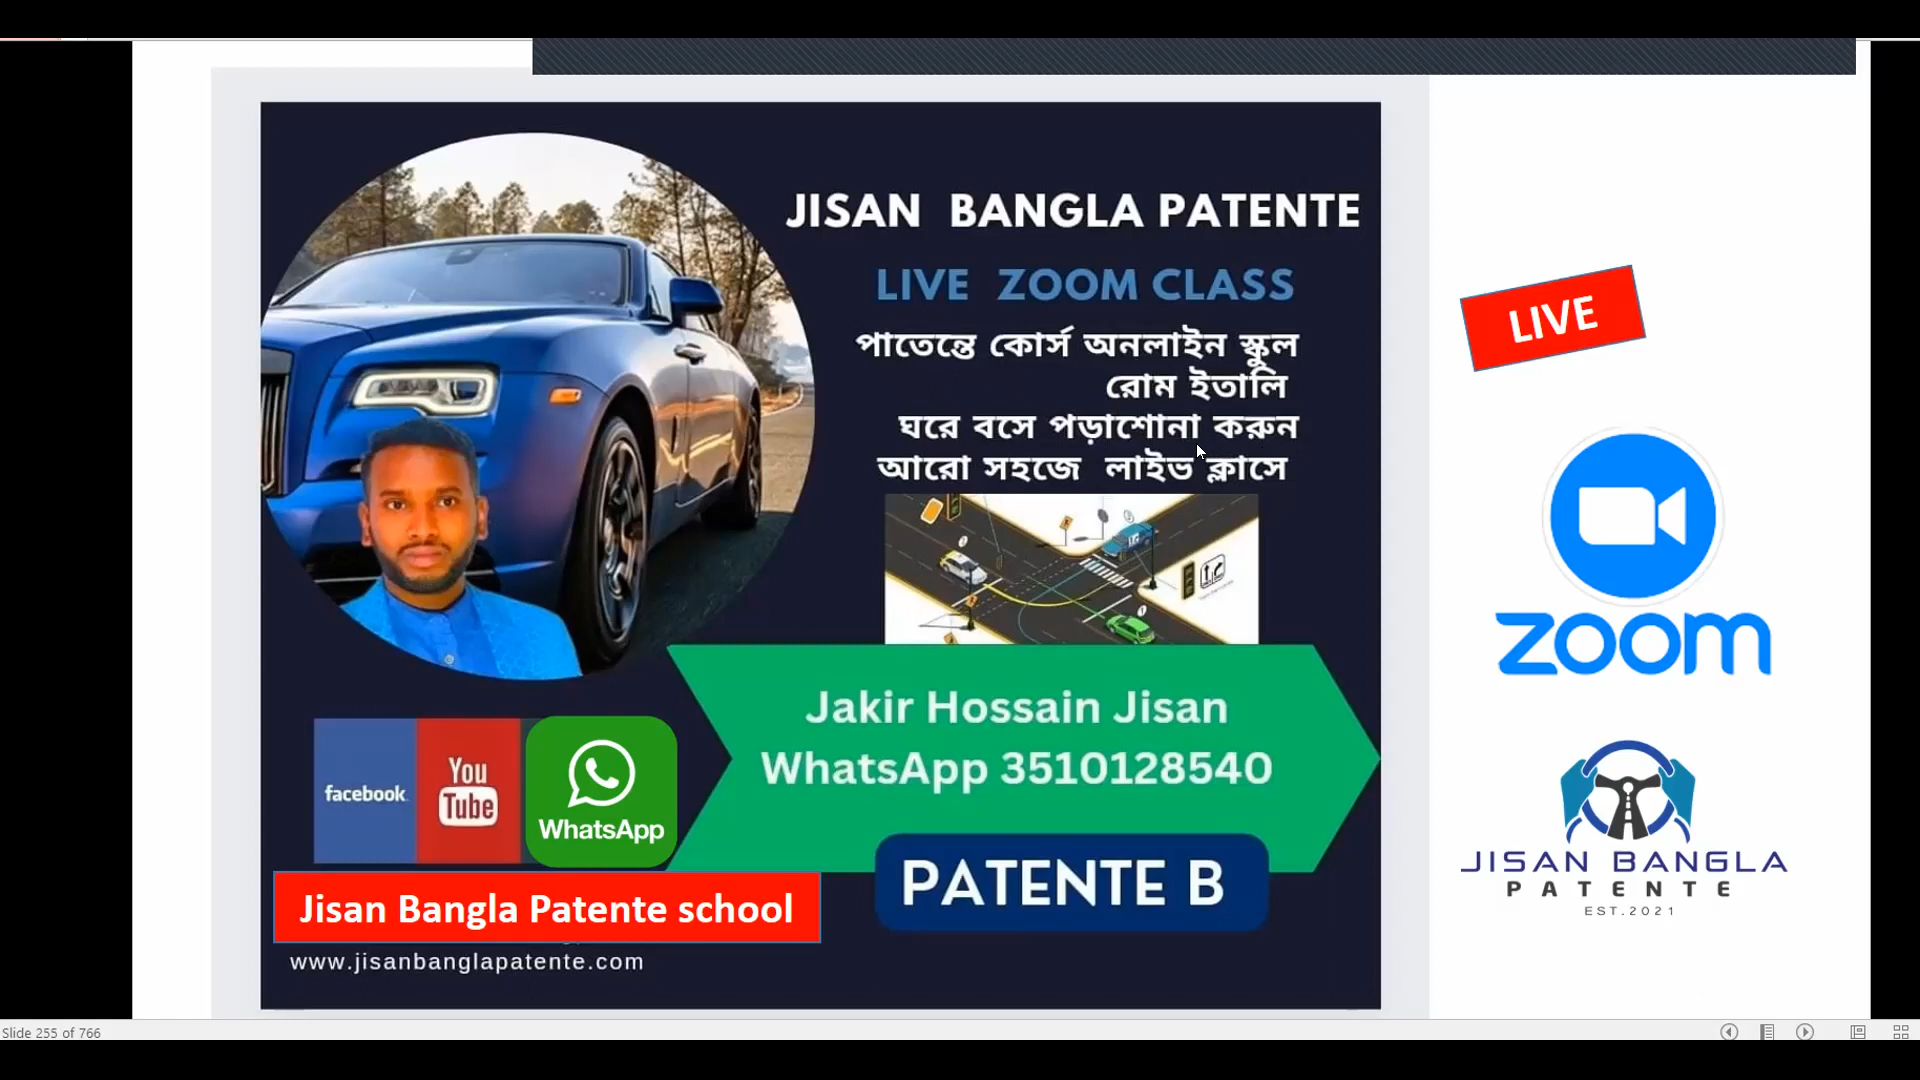 JISAN BANGLA PATENTE
LIVE ZOOM CLASS
পাতেন্তে কোর্স অনলাইন স্কুল
রোম ইতালি
ঘরে বসে পড়াশোনা করুন
আরো সহজে লাইভ ক্লাসে
Jakir Hossain Jisan
WhatsApp 3510128540
facebook
You
Tube
WhatsApp
PATENTE B
Jisan Bangla Patente school
www.jisanbanglapatente.com
LIVE
zoom
JISAN BANGLA
PATENTE
EST.2021
Slide 255 of 766